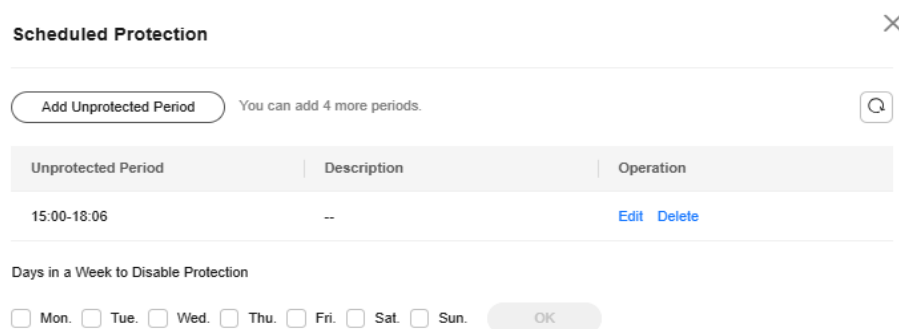 Scheduled Protection
Add Unprotected Period You can add 4 more periods.
Unprotected Period Description Operation
15:00-18:06 -- Edit Delete
Days in a Week to Disable Protection
Mon. Tue. Wed. Thu. Fri. Sat. Sun. OK